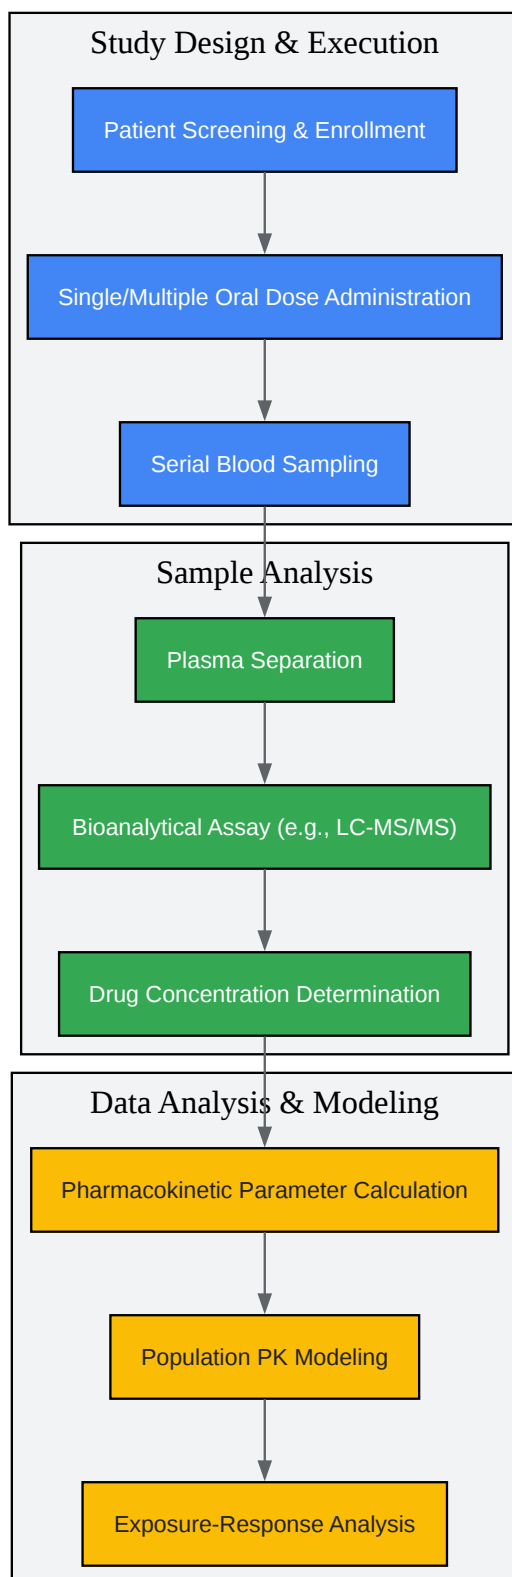 Study Design & Execution
Patient Screening & Enrollment
Single/Multiple Oral Dose Administration
Serial Blood Sampling
Sample Analysis
Plasma Separation
Bioanalytical Assay (e.g., LC-MS/MS)
Drug Concentration Determination
Data Analysis & Modeling
Pharmacokinetic Parameter Calculation
Population PK Modeling
Exposure-Response Analysis